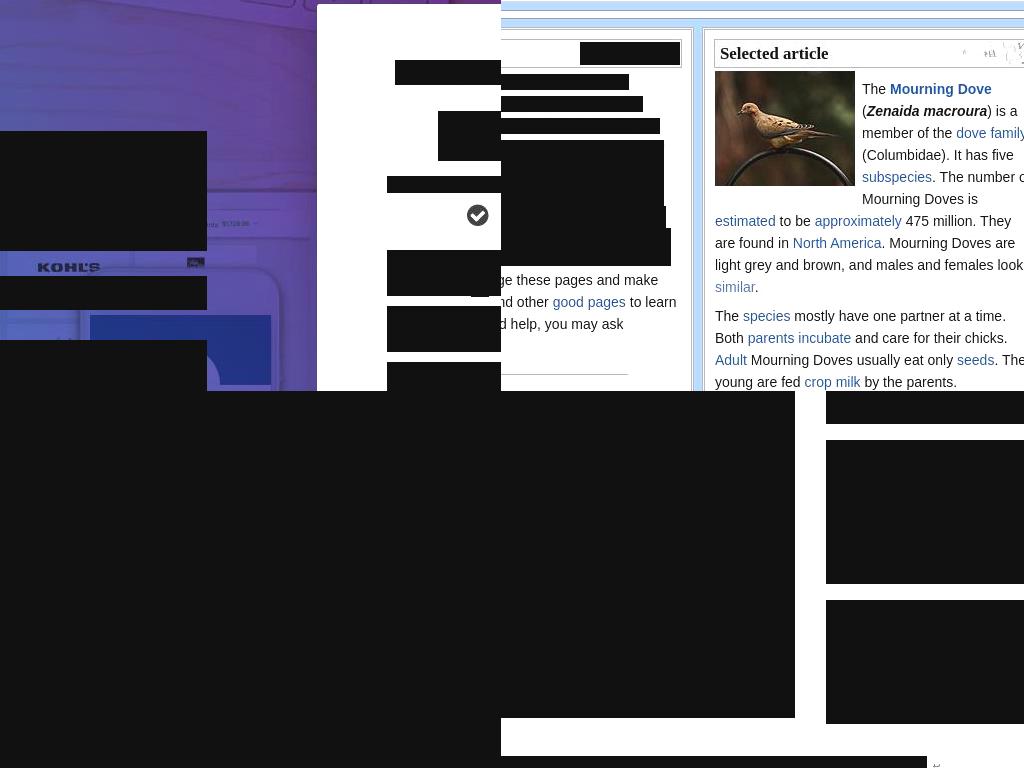 $1,729.00
KOHL'S
ge these pages and make
nd other good pages to learn
d help, you may ask
Selected article
The Mourning Dove
(Zenaida macroura) is a
member of the dove family
(Columbidae). It has five
subspecies. The number
Mourning Doves is
estimated to be approximately 475 million. They
are found in North America. Mourning Doves are
light grey and brown, and males and females look
similar.
The species mostly have one partner at a time.
Both parents incubate and care for their chicks.
Adult Mourning Doves usually eat only seeds. The
young are fed crop milk by the parents.